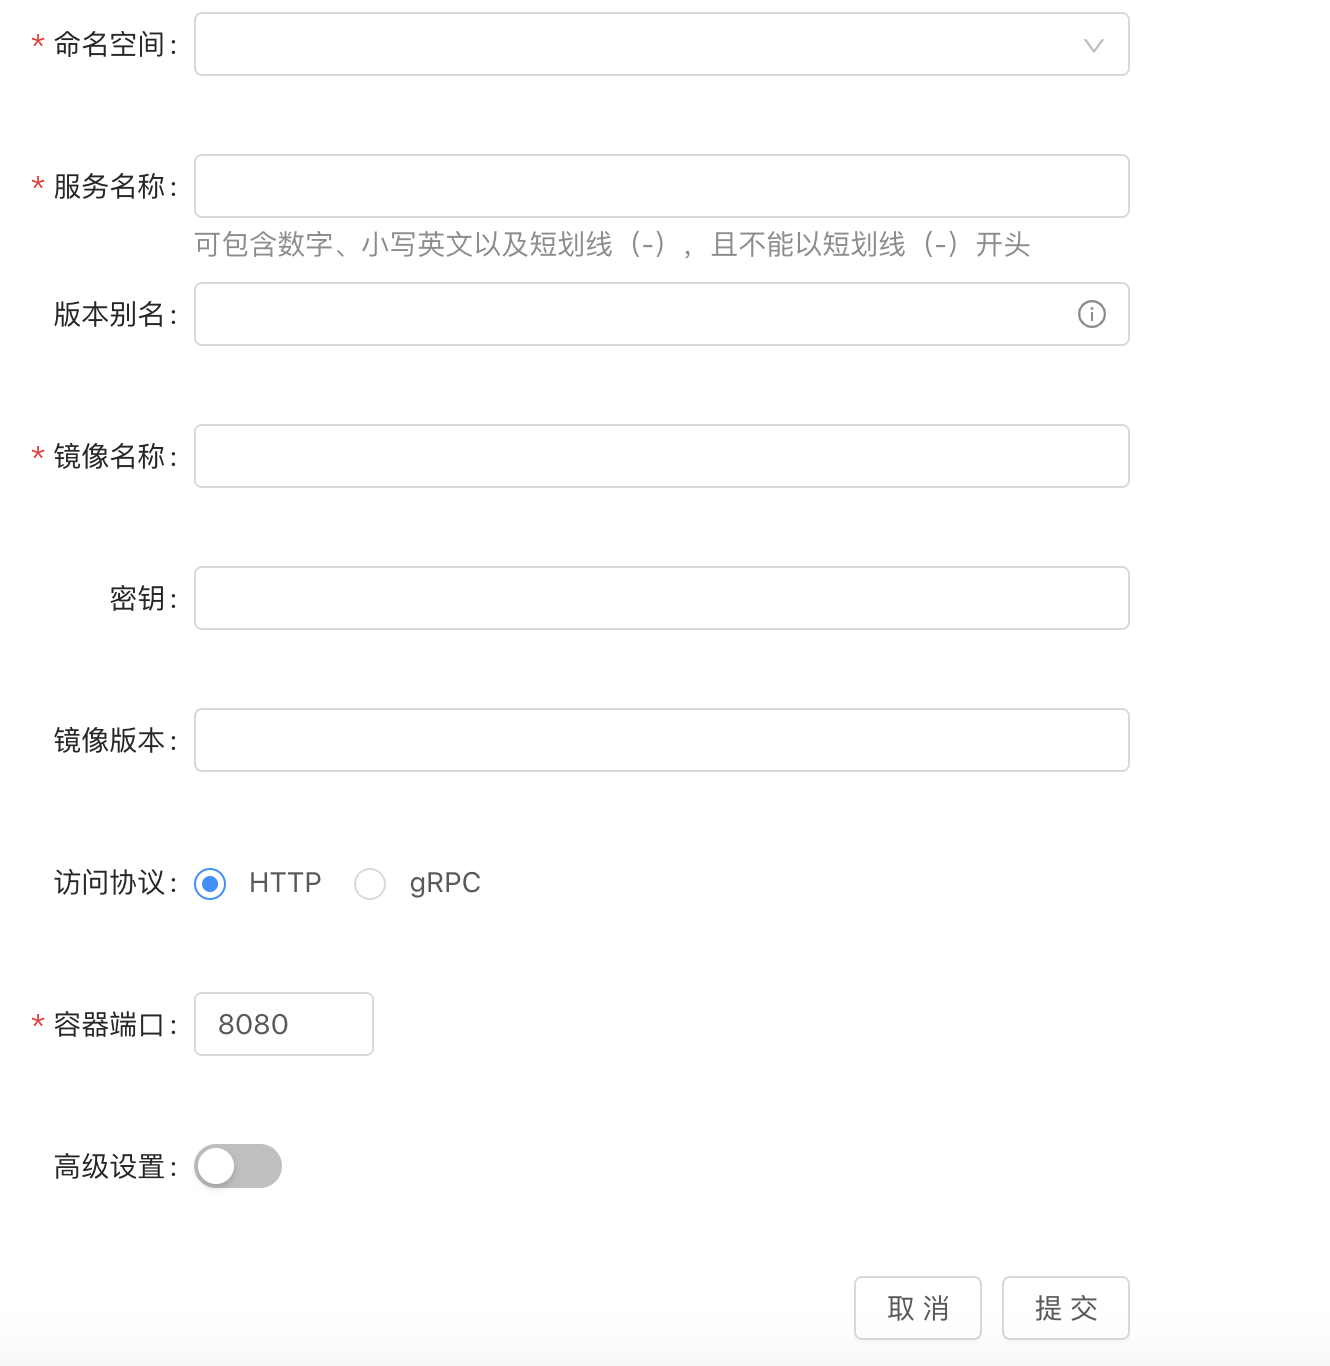 * 命名空间：
* 服务名称：
可包含数字、小写英文以及短划线（-），且不能以短划线（-）开头
版本别名：
* 镜像名称：
密钥：
镜像版本：
访问协议： HTTP gRPC
* 容器端口： 8080
高级设置：
取 消 提 交